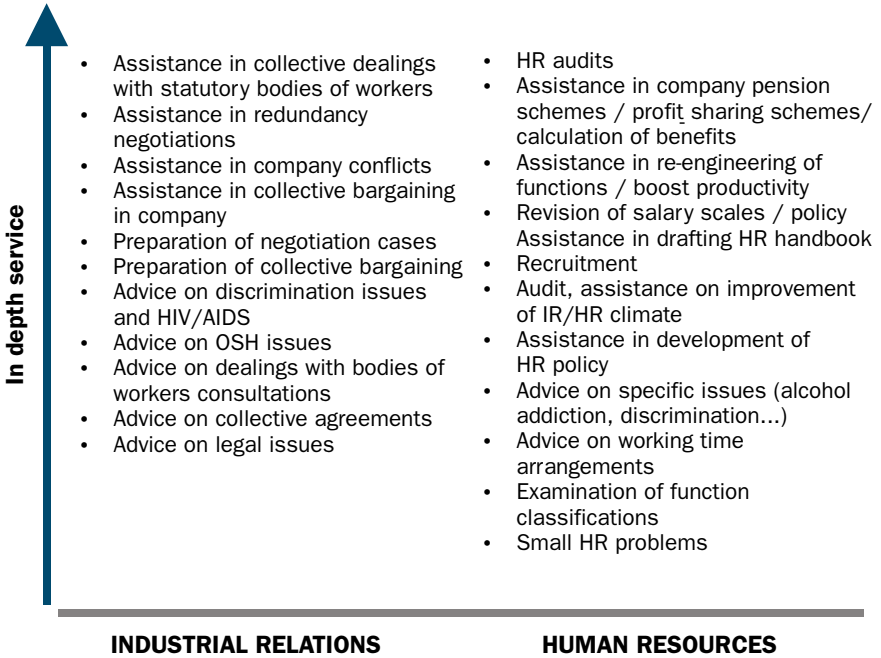 In depth service
• Assistance in collective dealings
with statutory bodies of workers
• Assistance in redundancy
negotiations
• Assistance in company conflicts
• Assistance in collective bargaining
in company
• Preparation of negotiation cases
• Preparation of collective bargaining
• Advice on discrimination issues
and HIV/AIDS
• Advice on OSH issues
• Advice on dealings with bodies of
workers consultations
• Advice on collective agreements
• Advice on legal issues
• HR audits
• Assistance in company pension
schemes / profit sharing schemes/
calculation of benefits
• Assistance in re-engineering of
functions / boost productivity
• Revision of salary scales / policy
Assistance in drafting HR handbook
• Recruitment
• Audit, assistance on improvement
of IR/HR climate
• Assistance in development of
HR policy
• Advice on specific issues (alcohol
addiction, discrimination...)
• Advice on working time
arrangements
• Examination of function
classifications
• Small HR problems
INDUSTRIAL RELATIONS
HUMAN RESOURCES